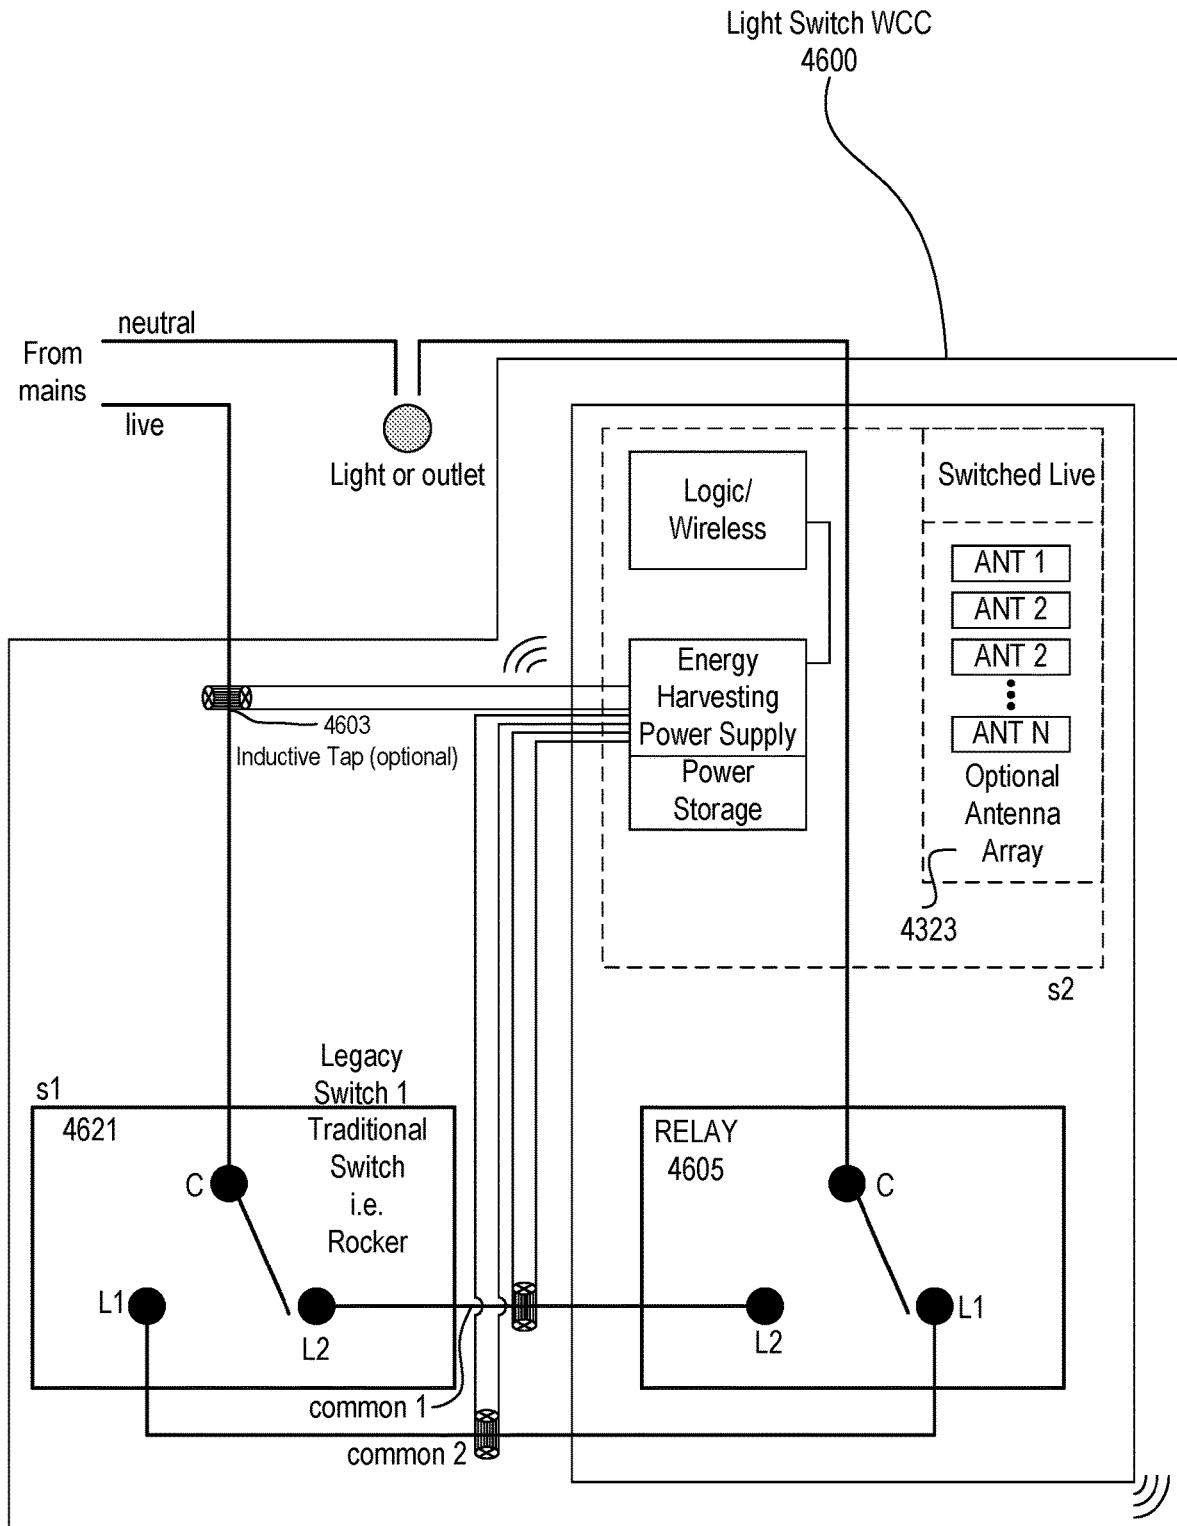 Light Switch WCC
4600
neutral
From
mains
live
Light or outlet
Logic/
Wireless
Switched Live
ANT 1
ANT 2
ANT 2
ANT N
Optional
Antenna
Array
4323
Energy
Harvesting
Power Supply
Power
Storage
4603
Inductive Tap (optional)
s2
s1
4621
Legacy
Switch 1
Traditional
Switch
i.e.
Rocker
C
L1
L2
RELAY
4605
C
L2
L1
common 1
common 2